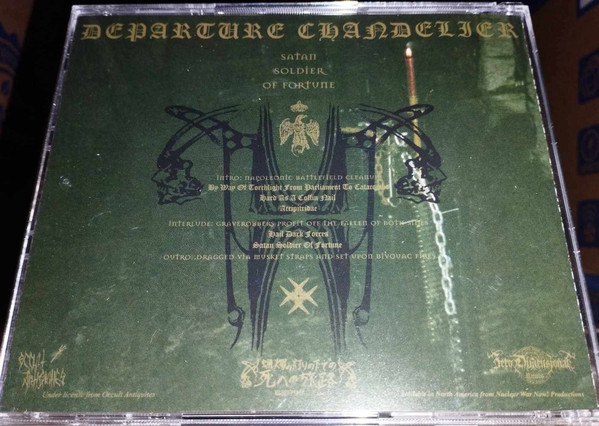 DEPARTURE CHANDELIER
SATAN
SOLDIER
OF FORTUNE
INTRO: NAPOLEONIC BATTLEFIELD CLEANUP
By Way Of Torchlight From Parliament To Catacombs
Hard As A Coffin Nail
Accipitridae
INTERLUDE: GRAVEROBBERS PROFIT OFF THE FALLEN OF BOTH SIDES
Hail Dark Forces
Satan Soldier Of Fortune
OUTRO: DRAGGED VIA MUSKET STRAPS AND SET UPON BIVOUAC FIRES
Under license from Occult Antiquities
Available in North America from Nuclear War Now! Productions